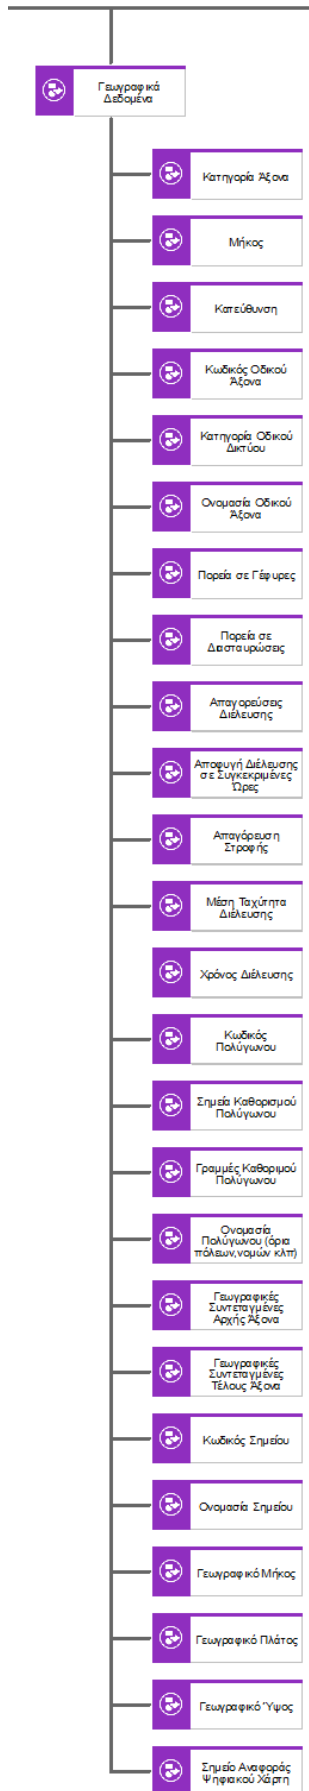 Γεωγραφικά
Δεδομένα
Κατηγορία Άξονα
Μήκος
Κατεύθυνση
Κωδικός Οδικού
Άξονα
Κατηγορία Οδικού
Δικτύου
Ονομασία Οδικού
Άξονα
Πορεία σε Γέφυρες
Πορεία σε
Διασταυρώσεις
Απαγορεύσεις
Διέλευσης
Αποφυγή Διέλευσης
σε Συγκεκριμένες
Ώρες
Απαγόρευση
Στροφής
Μέση Ταχύτητα
Διέλευσης
Χρόνος Διέλευσης
Κωδικός
Πολύγωνου
Σημεία Καθορισμού
Πολύγωνου
Γραμμές Καθοριμού
Πολύγωνου
Ονομασία
Πολύγωνου (όρια
πόλεων,νομών κλπ)
Γεωγραφικές
Συντεταγμένες
Αρχής Άξονα
Γεωγραφικές
Συντεταγμένες
Τέλους Άξονα
Κωδικός Σημείου
Ονομασία Σημείου
Γεωγραφικό Μήκος
Γεωγραφικό Πλάτος
Γεωγραφικό Ύψος
Σημείο Αναφοράς
Ψηφιακού Χάρτη